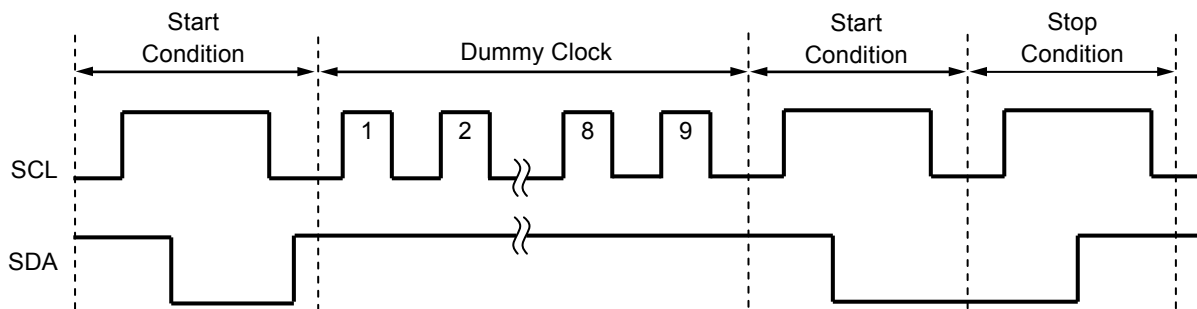 Start
Condition
Dummy Clock
Start
Condition
Stop
Condition
SCL
1 2 8 9
SDA